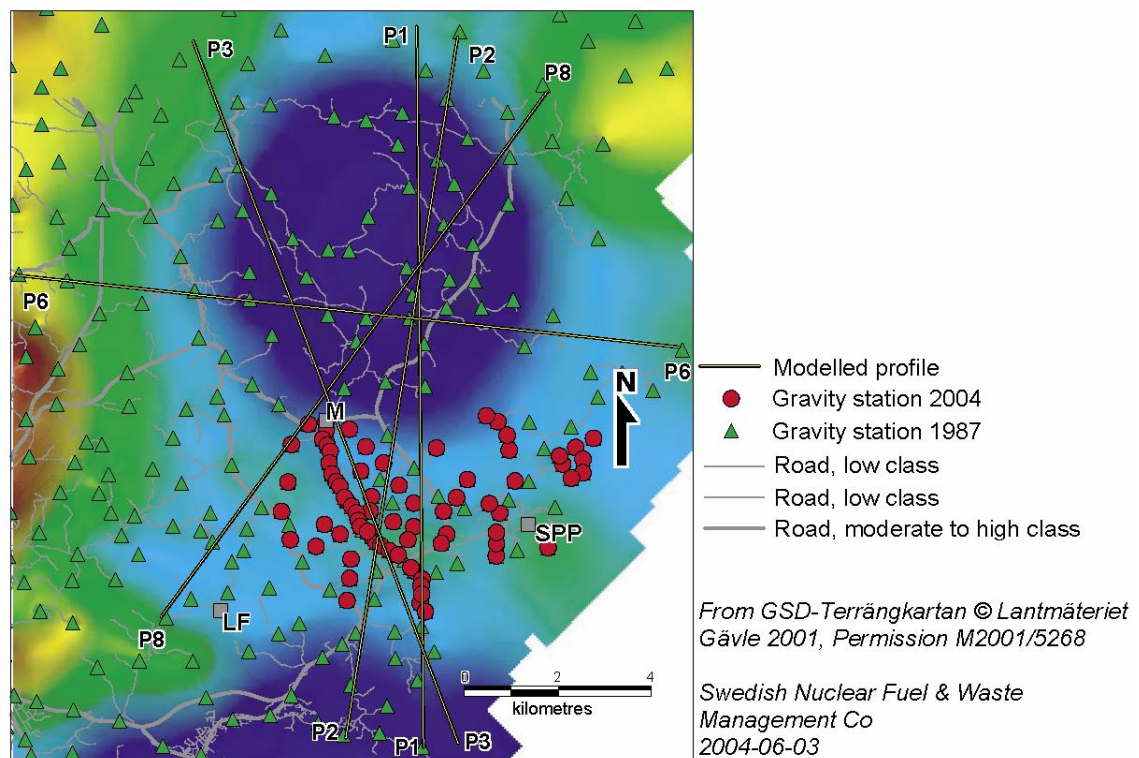 P3
P1
P2
P8
P6
P6
N
M
SPP
LF
P8
0 2 4
kilometres
P2
P1
P3
Modelled profile
Gravity station 2004
Gravity station 1987
Road, low class
Road, low class
Road, moderate to high class
From GSD-Terrängkartan © Lantmäteriet
Gävle 2001, Permission M2001/5268
Swedish Nuclear Fuel & Waste
Management Co
2004-06-03